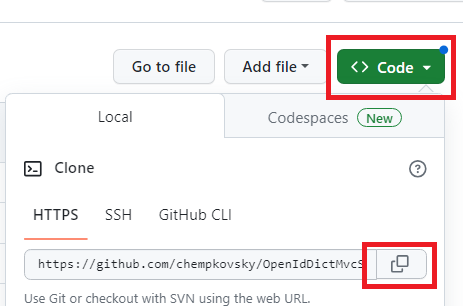 Go to file
Add file
<> Code
Local
Codespaces New
Clone
HTTPS SSH GitHub CLI
https://github.com/chempkovsky/OpenIdDictMvcS
Use Git or checkout with SVN using the web URL.